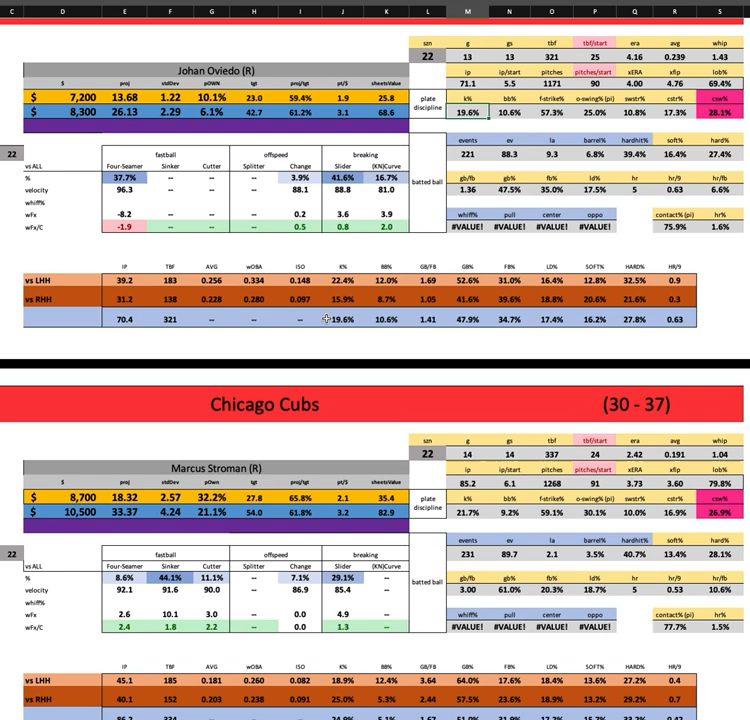 C D E F G H I J K L M N O P Q R S
szn g gs tbf tbf/start era avg whip
22 13 13 321 25 4.16 0.239 1.43
Johan Oviedo (R) ip ip/start pitches pitches/start xERA xfip lob%
$ proj stdDev pOWN tgt proj/tgt pt/$ sheetsValue 71.1 5.5 1171 90 4.00 4.76 69.4%
$ 7,200 13.68 1.22 10.1% 23.0 59.4% 1.9 25.8 plate discipline k% bb% f-strike% o-swing% (pi) swstr% cstr% csw%
$ 8,300 26.13 2.29 6.1% 42.7 61.2% 3.1 68.6 19.6% 10.6% 57.3% 25.0% 10.8% 17.3% 28.1%
events ev la barrel% hardhit% soft% hard%
22 fastball offspeed breaking 221 88.3 9.3 6.8% 39.4% 16.4% 27.4%
vs ALL Four-Seamer Sinker Cutter Splitter Change Slider (KN)Curve
% 37.7% -- -- -- 3.9% 41.6% 16.7% batted ball gb/fb gb% fb% ld% hr hr/9 hr/fb
velocity 96.3 -- -- -- 88.1 88.8 81.0 1.36 47.5% 35.0% 17.5% 5 0.63 6.6%
whiff%
wFx -8.2 -- -- -- 0.2 3.6 3.9 whiff% pull center oppo contact% (pi) hr%
wFx/C -1.9 -- -- -- 0.5 0.8 2.0 #VALUE! #VALUE! #VALUE! #VALUE! 75.9% 1.6%
IP TBF AVG wOBA ISO K% BB% GB/FB GB% FB% LD% SOFT% HARD% HR/9
vs LHH 39.2 183 0.256 0.334 0.148 22.4% 12.0% 1.69 52.6% 31.0% 16.4% 12.8% 32.5% 0.9
vs RHH 31.2 138 0.228 0.280 0.097 15.9% 8.7% 1.05 41.6% 39.6% 18.8% 20.6% 21.6% 0.3
70.4 321 -- -- -- 19.6% 10.6% 1.41 47.9% 34.7% 17.4% 16.2% 27.8% 0.63
Chicago Cubs (30 - 37)
szn g gs tbf tbf/start era avg whip
22 14 14 337 24 2.42 0.191 1.04
Marcus Stroman (R) ip ip/start pitches pitches/start xERA xfip lob%
$ proj stdDev pOwn tgt proj/tgt pt/$ sheetsValue 85.2 6.1 1268 91 3.73 3.60 79.8%
$ 8,700 18.32 2.57 32.2% 27.8 65.8% 2.1 35.4 plate discipline k% bb% f-strike% o-swing% (pi) swstr% cstr% csw%
$ 10,500 33.37 4.24 21.1% 54.0 61.8% 3.2 82.9 21.7% 9.2% 59.1% 30.1% 10.0% 16.9% 26.9%
events ev la barrel% hardhit% soft% hard%
22 fastball offspeed breaking 231 89.7 2.1 3.5% 40.7% 13.4% 28.1%
vs ALL Four-Seamer Sinker Cutter Splitter Change Slider (KN)Curve
% 8.6% 44.1% 11.1% -- 7.1% 29.1% -- batted ball gb/fb gb% fb% ld% hr hr/9 hr/fb
velocity 92.1 91.6 90.0 -- 86.9 85.4 -- 3.00 61.0% 20.3% 18.7% 5 0.53 10.6%
whiff%
wFx 2.6 10.1 3.0 -- 0.0 4.9 -- whiff% pull center oppo contact% (pi) hr%
wFx/C 2.4 1.8 2.2 -- 0.0 1.3 -- #VALUE! #VALUE! #VALUE! #VALUE! 77.7% 1.5%
IP TBF AVG wOBA ISO K% BB% GB/FB GB% FB% LD% SOFT% HARD% HR/9
vs LHH 45.1 185 0.181 0.260 0.082 18.9% 12.4% 3.64 64.0% 17.6% 18.4% 13.6% 27.2% 0.4
vs RHH 40.1 152 0.203 0.238 0.091 25.0% 5.3% 2.44 57.5% 23.6% 18.9% 13.2% 29.2% 0.7